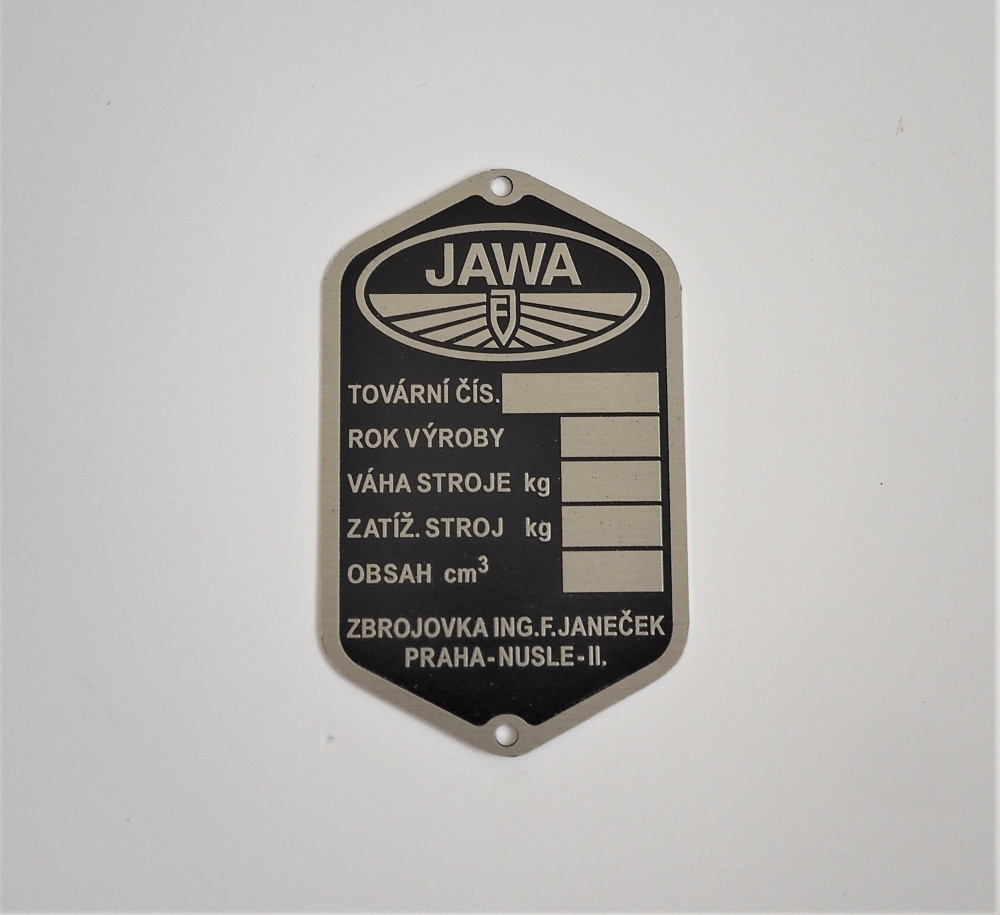 JAWA
TOVÁRNÍ ČÍS.
ROK VÝROBY
VÁHA STROJE kg
ZATÍŽ. STROJ kg
OBSAH cm³
ZBROJOVKA ING.F.JANEČEK
PRAHA-NUSLE-II.